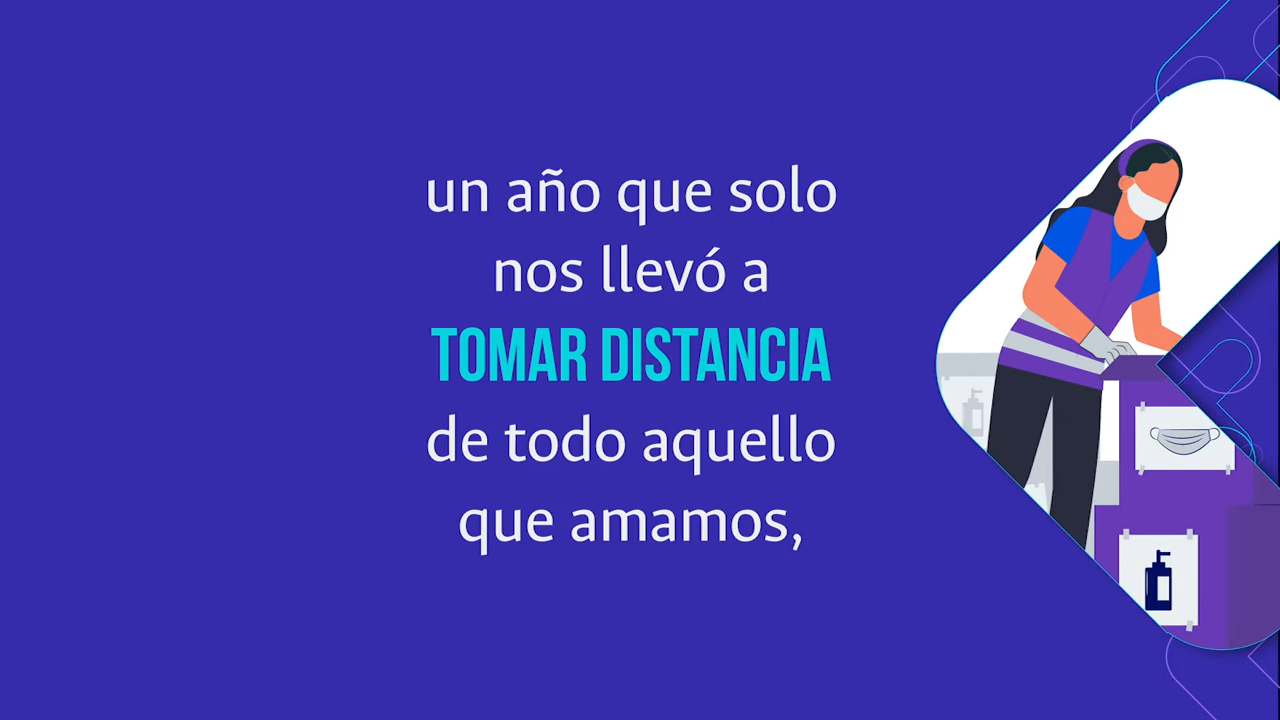 un año que solo
nos llevó a
TOMAR DISTANCIA
de todo aquello
que amamos,